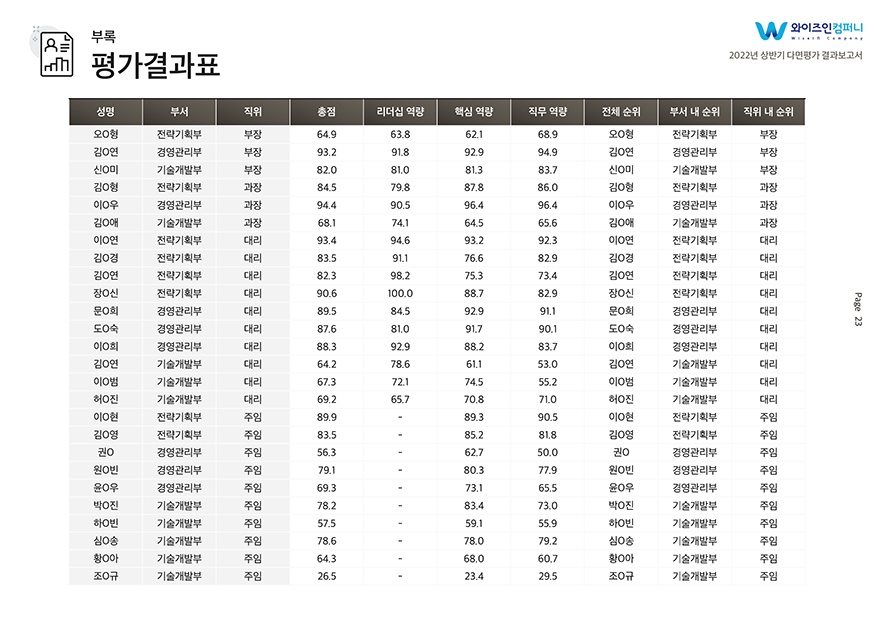 부록
평가결과표
와이즈인컴퍼니
WiseIn Company
2022년 상반기 다면평가 결과보고서
성명 부서 직위 총점 리더십 역량 핵심 역량 직무 역량 전체 순위 부서 내 순위 직위 내 순위
오O형 전략기획부 부장 64.9 63.8 62.1 68.9 오O형 전략기획부 부장
김O연 경영관리부 부장 93.2 91.8 92.9 94.9 김O연 경영관리부 부장
신O미 기술개발부 부장 82.0 81.0 81.3 83.7 신O미 기술개발부 부장
김O형 전략기획부 과장 84.5 79.8 87.8 86.0 김O형 전략기획부 과장
이O우 경영관리부 과장 94.4 90.5 96.4 96.4 이O우 경영관리부 과장
김O애 기술개발부 과장 68.1 74.1 64.5 65.6 김O애 기술개발부 과장
이O연 전략기획부 대리 93.4 94.6 93.2 92.3 이O연 전략기획부 대리
김O경 전략기획부 대리 83.5 91.1 76.6 82.9 김O경 전략기획부 대리
김O연 전략기획부 대리 82.3 98.2 75.3 73.4 김O연 전략기획부 대리
장O신 전략기획부 대리 90.6 100.0 88.7 82.9 장O신 전략기획부 대리
문O희 경영관리부 대리 89.5 84.5 92.9 91.1 문O희 경영관리부 대리
도O숙 경영관리부 대리 87.6 81.0 91.7 90.1 도O숙 경영관리부 대리
이O희 경영관리부 대리 88.3 92.9 88.2 83.7 이O희 경영관리부 대리
김O연 기술개발부 대리 64.2 78.6 61.1 53.0 김O연 기술개발부 대리
이O범 기술개발부 대리 67.3 72.1 74.5 55.2 이O범 기술개발부 대리
허O진 기술개발부 대리 69.2 65.7 70.8 71.0 허O진 기술개발부 대리
이O현 전략기획부 주임 89.9 - 89.3 90.5 이O현 전략기획부 주임
김O영 전략기획부 주임 83.5 - 85.2 81.8 김O영 전략기획부 주임
권O 경영관리부 주임 56.3 - 62.7 50.0 권O 경영관리부 주임
원O빈 경영관리부 주임 79.1 - 80.3 77.9 원O빈 경영관리부 주임
윤O우 경영관리부 주임 69.3 - 73.1 65.5 윤O우 경영관리부 주임
박O진 기술개발부 주임 78.2 - 83.4 73.0 박O진 기술개발부 주임
하O빈 기술개발부 주임 57.5 - 59.1 55.9 하O빈 기술개발부 주임
심O송 기술개발부 주임 78.6 - 78.0 79.2 심O송 기술개발부 주임
황O아 기술개발부 주임 64.3 - 68.0 60.7 황O아 기술개발부 주임
조O규 기술개발부 주임 26.5 - 23.4 29.5 조O규 기술개발부 주임
Page 23